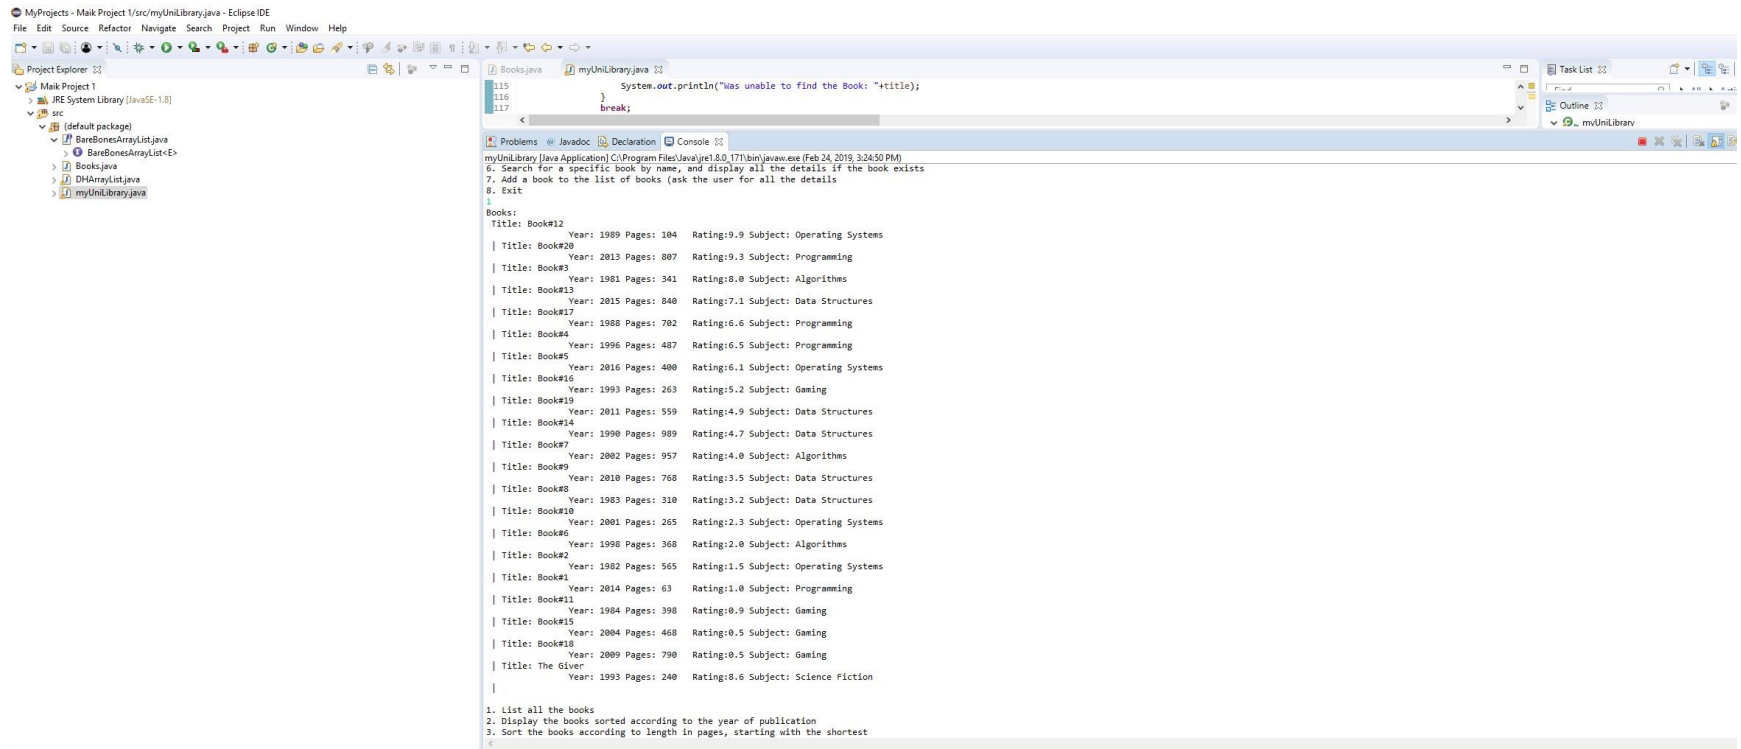 MyProjects - Maik Project 1/src/myUniLibrary.java - Eclipse IDE
File Edit Source Refactor Navigate Search Project Run Window Help
Project Explorer
Maik Project 1
JRE System Library [JavaSE-1.8]
src
(default package)
BareBonesArrayList.java
BareBonesArrayList<E>
Books.java
DHArrayList.java
myUniLibrary.java
Books.java myUniLibrary.java
115 System.out.println("Was unable to find the Book: "+title);
116 }
117 break;
Task List
Find All
Outline
myUniLibrary
Problems Javadoc Declaration Console
myUniLibrary [Java Application] C:\Program Files\Java\jre1.8.0_171\bin\javaw.exe (Feb 24, 2019, 3:24:50 PM)
6. Search for a specific book by name, and display all the details if the book exists
7. Add a book to the list of books (ask the user for all the details
8. Exit
1
Books:
Title: Book#12
Year: 1989 Pages: 104 Rating:9.9 Subject: Operating Systems
| Title: Book#20
Year: 2013 Pages: 807 Rating:9.3 Subject: Programming
| Title: Book#3
Year: 1981 Pages: 341 Rating:8.0 Subject: Algorithms
| Title: Book#13
Year: 2015 Pages: 840 Rating:7.1 Subject: Data Structures
| Title: Book#17
Year: 1988 Pages: 702 Rating:6.6 Subject: Programming
| Title: Book#4
Year: 1996 Pages: 487 Rating:6.5 Subject: Programming
| Title: Book#5
Year: 2016 Pages: 400 Rating:6.1 Subject: Operating Systems
| Title: Book#16
Year: 1993 Pages: 263 Rating:5.2 Subject: Gaming
| Title: Book#19
Year: 2011 Pages: 559 Rating:4.9 Subject: Data Structures
| Title: Book#14
Year: 1990 Pages: 989 Rating:4.7 Subject: Data Structures
| Title: Book#7
Year: 2002 Pages: 957 Rating:4.0 Subject: Algorithms
| Title: Book#9
Year: 2010 Pages: 768 Rating:3.5 Subject: Data Structures
| Title: Book#8
Year: 1983 Pages: 310 Rating:3.2 Subject: Data Structures
| Title: Book#10
Year: 2001 Pages: 265 Rating:2.3 Subject: Operating Systems
| Title: Book#6
Year: 1998 Pages: 368 Rating:2.0 Subject: Algorithms
| Title: Book#2
Year: 1982 Pages: 565 Rating:1.5 Subject: Operating Systems
| Title: Book#1
Year: 2014 Pages: 63 Rating:1.0 Subject: Programming
| Title: Book#11
Year: 1984 Pages: 398 Rating:0.9 Subject: Gaming
| Title: Book#15
Year: 2004 Pages: 468 Rating:0.5 Subject: Gaming
| Title: Book#18
Year: 2009 Pages: 790 Rating:0.5 Subject: Gaming
| Title: The Giver
Year: 1993 Pages: 240 Rating:8.6 Subject: Science Fiction
|
1. List all the books
2. Display the books sorted according to the year of publication
3. Sort the books according to length in pages, starting with the shortest